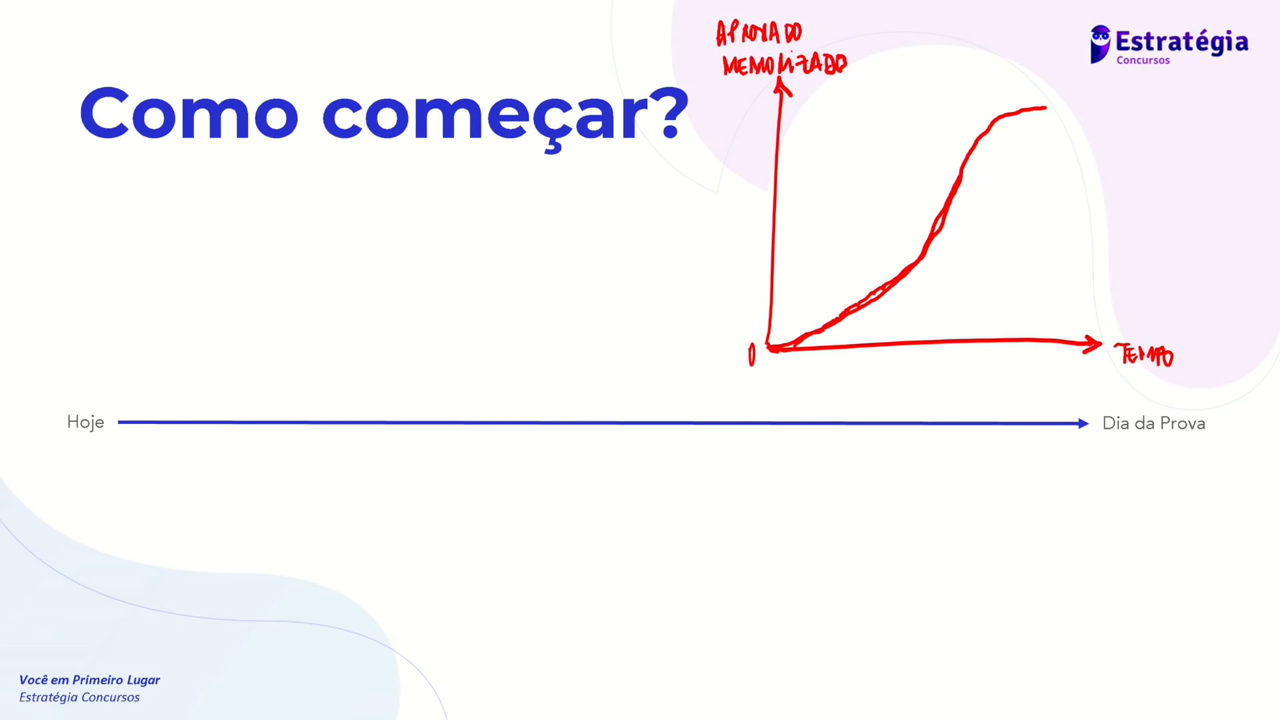 Como começar?
APROVADO
MEMORIZADO
Estratégia
Concursos
0
TEMPO
Hoje
Dia da Prova
Você em Primeiro Lugar
Estratégia Concursos